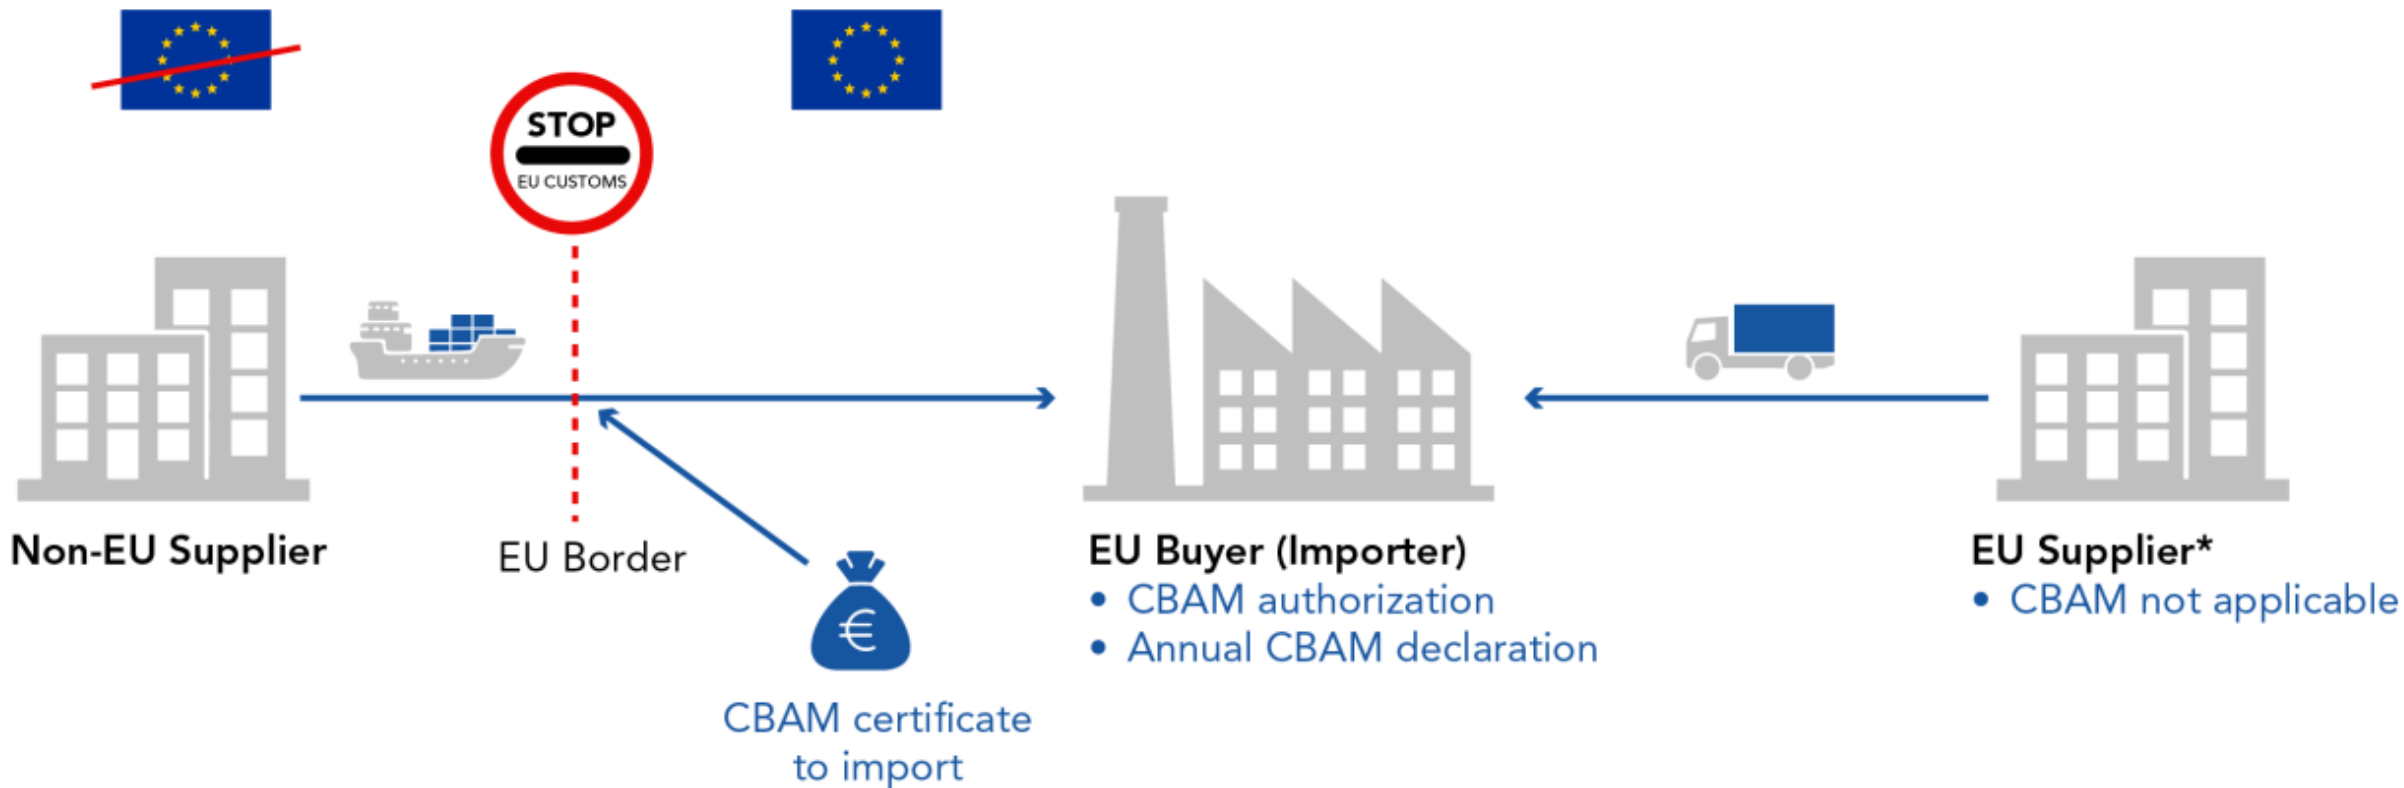 STOP
EU CUSTOMS
Non-EU Supplier
EU Border
CBAM certificate
to import
EU Buyer (Importer)
• CBAM authorization
• Annual CBAM declaration
EU Supplier*
• CBAM not applicable
€